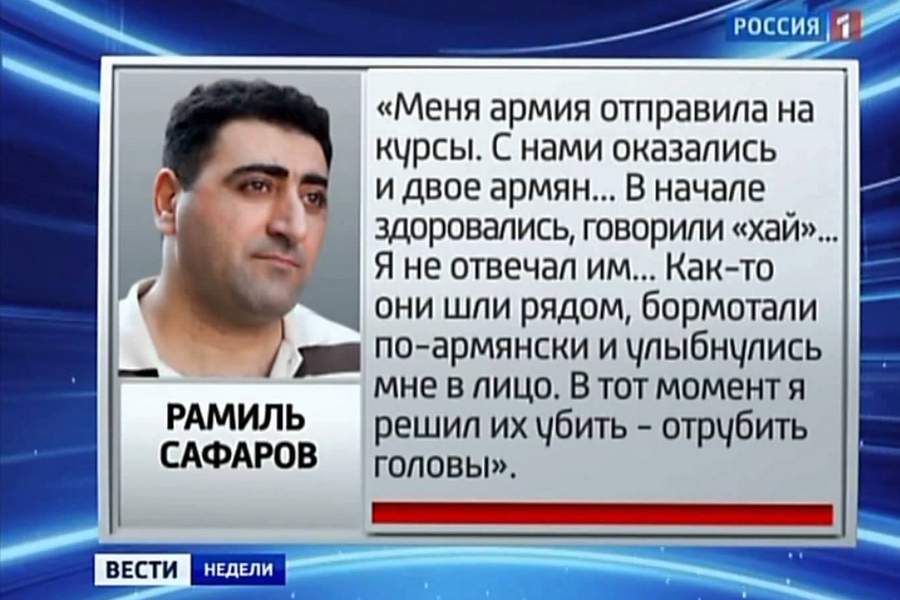 РОССИЯ 1
«Меня армия отправила на
курсы. С нами оказались
и двое армян... В начале
здоровались, говорили «хай»...
Я не отвечал им... Как-то
они шли рядом, бормотали
по-армянски и улыбнулись
мне в лицо. В тот момент я
решил их убить - отрубить
головы».
РАМИЛЬ
САФАРОВ
ВЕСТИ НЕДЕЛИ